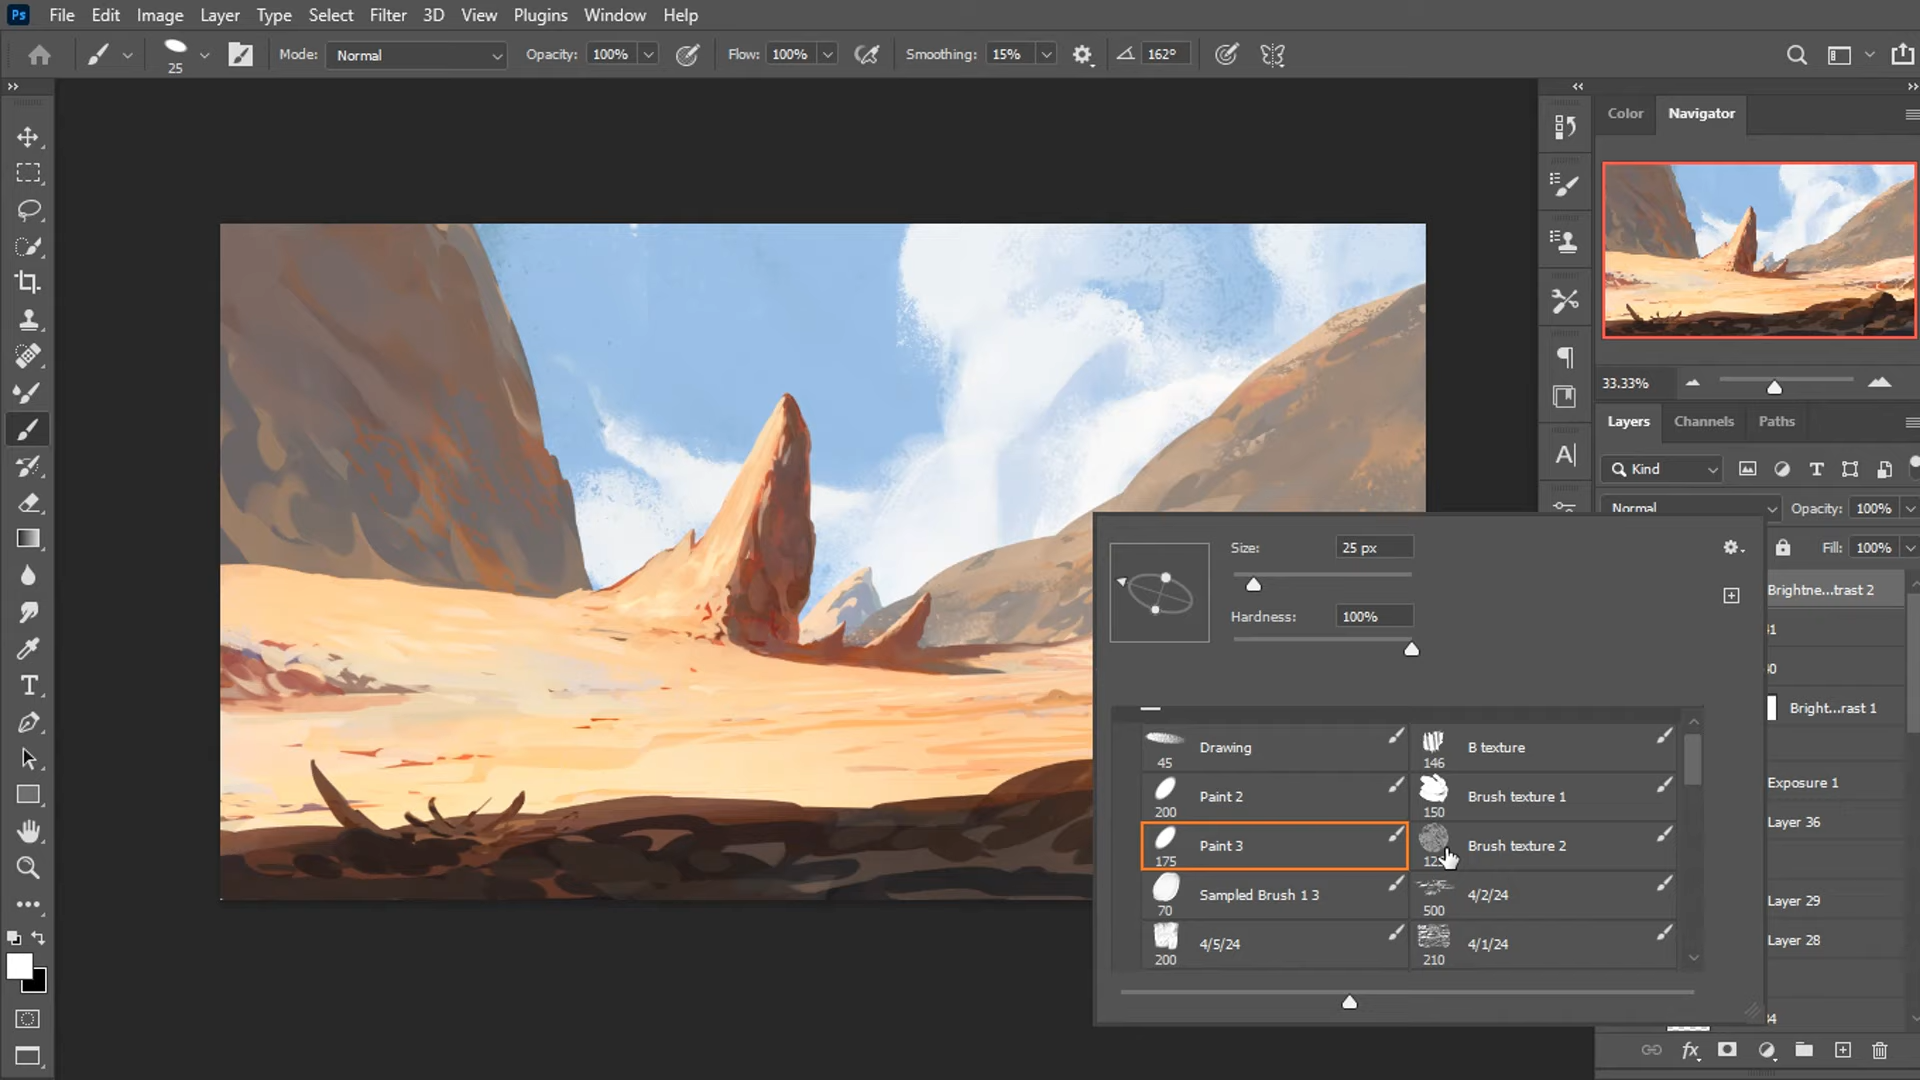 Ps File Edit Image Layer Type Select Filter 3D View Plugins Window Help
25 Mode: Normal Opacity: 100% Flow: 100% Smoothing: 15% 162°
Color Navigator
33.33%
Layers Channels Paths
Kind
Normal Opacity: 100%
Fill: 100%
Size: 25 px
Hardness: 100%
Brightne...trast 2
Bright...rast 1
Exposure 1
Layer 36
Layer 29
Layer 28
Drawing 45
B texture 146
Paint 2 200
Brush texture 1 150
Paint 3 175
Brush texture 2
Sampled Brush 1 3 70
4/2/24 500
4/5/24 200
4/1/24 210